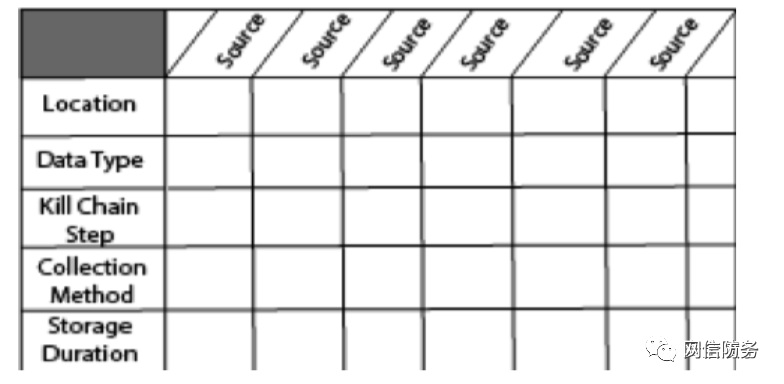 Source Source Source Source Source Source
Location
Data Type
Kill Chain
Step
Collection
Method
Storage
Duration
网信防务